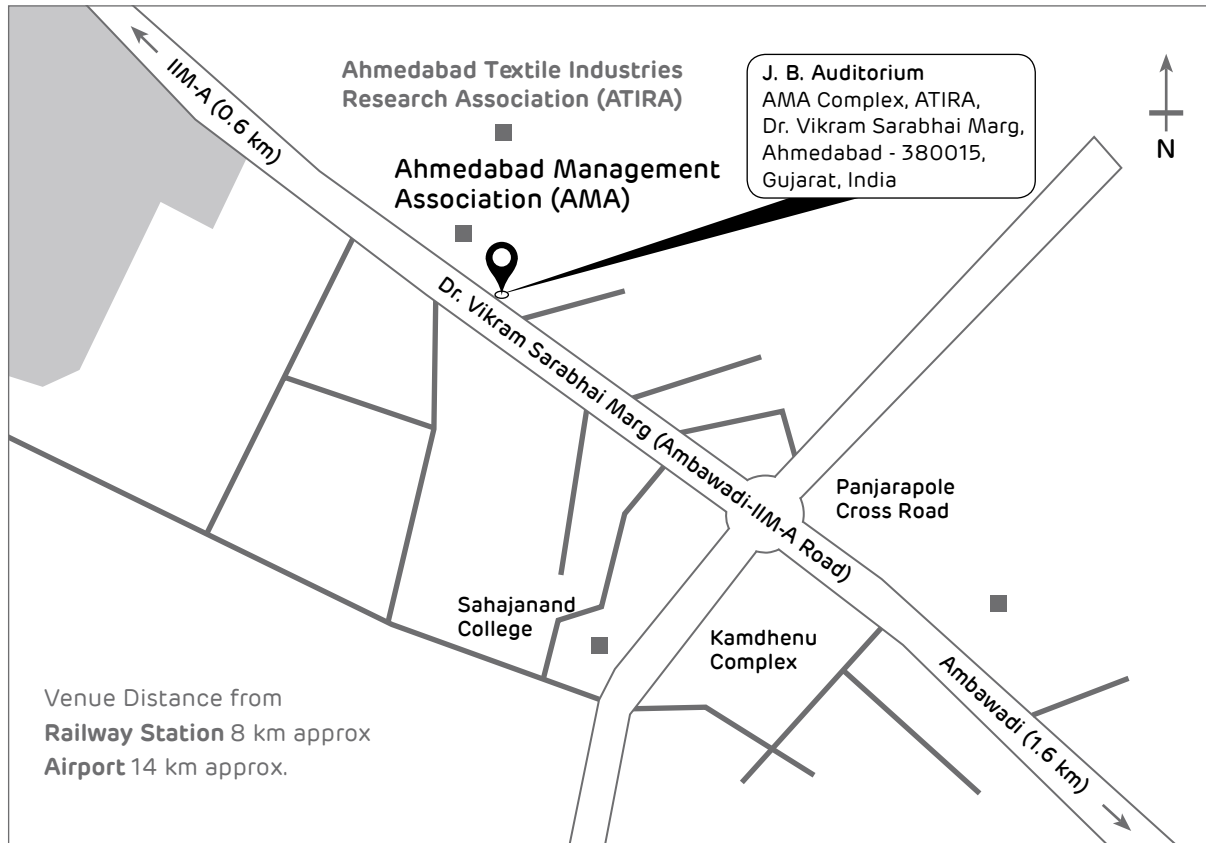 IIM-A (0.6 km)
Ahmedabad Textile Industries
Research Association (ATIRA)
J. B. Auditorium
AMA Complex, ATIRA,
Dr. Vikram Sarabhai Marg,
Ahmedabad - 380015,
Gujarat, India
N
Ahmedabad Management
Association (AMA)
Dr. Vikram Sarabhai Marg (Ambawadi-IIM-A Road)
Panjarapole
Cross Road
Sahajanand
College
Kamdhenu
Complex
Ambawadi (1.6 km)
Venue Distance from
Railway Station 8 km approx
Airport 14 km approx.